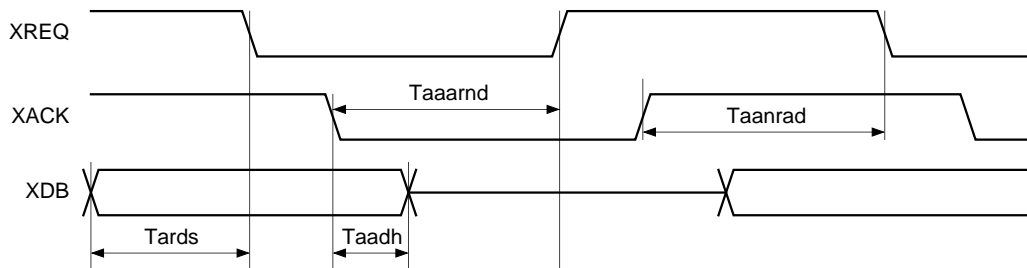 XREQ
Taaarnd
XACK
Taanrad
XDB
Tards
Taadh